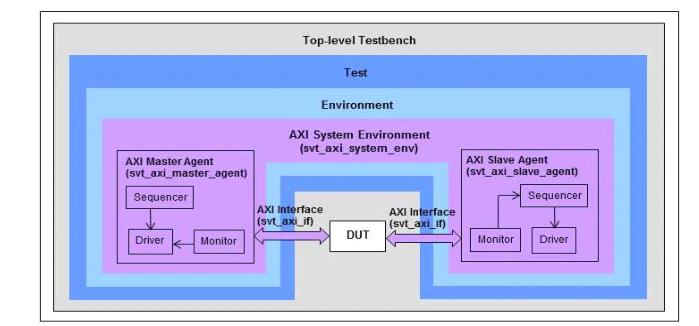 Top-level Testbench
Test
Environment
AXI System Environment
(svt_axi_system_env)
AXI Master Agent
(svt_axi_master_agent)
Sequencer
Driver
Monitor
AXI Interface
(svt_axi_if)
DUT
AXI Interface
(svt_axi_if)
AXI Slave Agent
(svt_axi_slave_agent)
Sequencer
Monitor
Driver